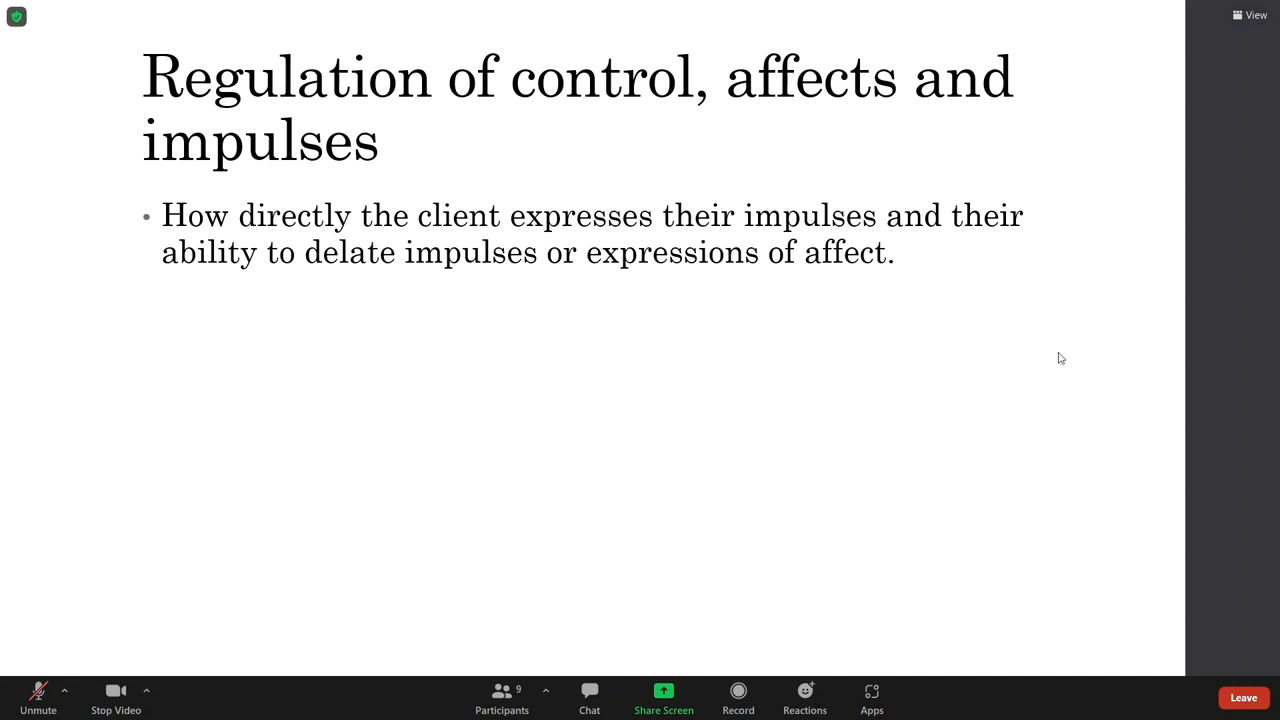 View
Regulation of control, affects and
impulses
• How directly the client expresses their impulses and their
ability to delate impulses or expressions of affect.
Unmute
Stop Video
9
Participants
Chat
Share Screen
Record
Reactions
Apps
Leave